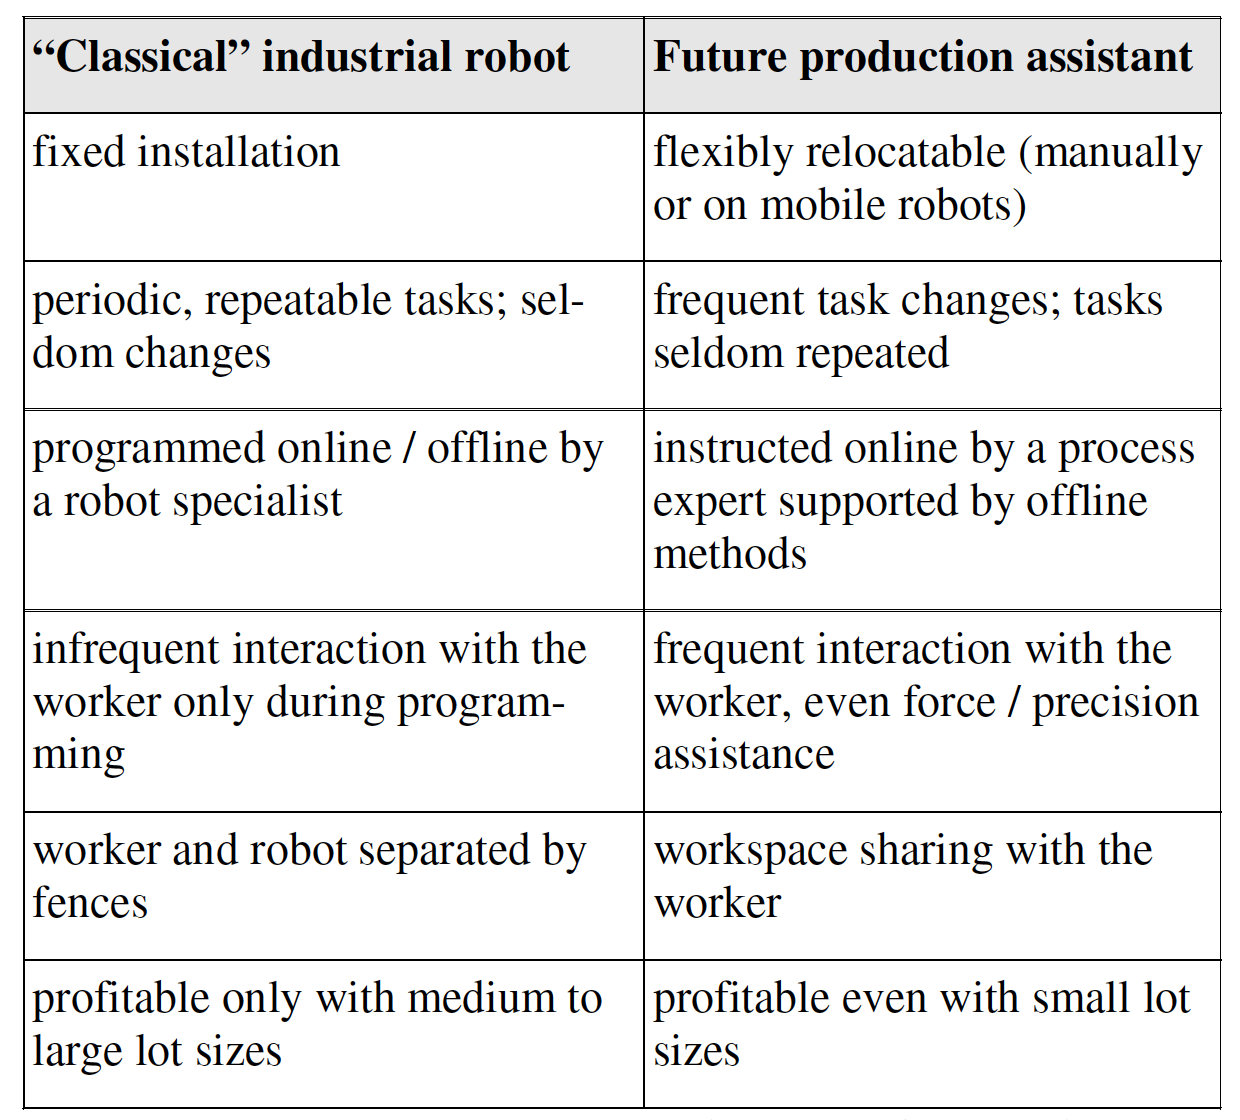 “Classical” industrial robot
Future production assistant
fixed installation
flexibly relocatable (manually
or on mobile robots)
periodic, repeatable tasks; sel-
dom changes
frequent task changes; tasks
seldom repeated
programmed online / offline by
a robot specialist
instructed online by a process
expert supported by offline
methods
infrequent interaction with the
worker only during program-
ming
frequent interaction with the
worker, even force / precision
assistance
worker and robot separated by
fences
workspace sharing with the
worker
profitable only with medium to
large lot sizes
profitable even with small lot
sizes